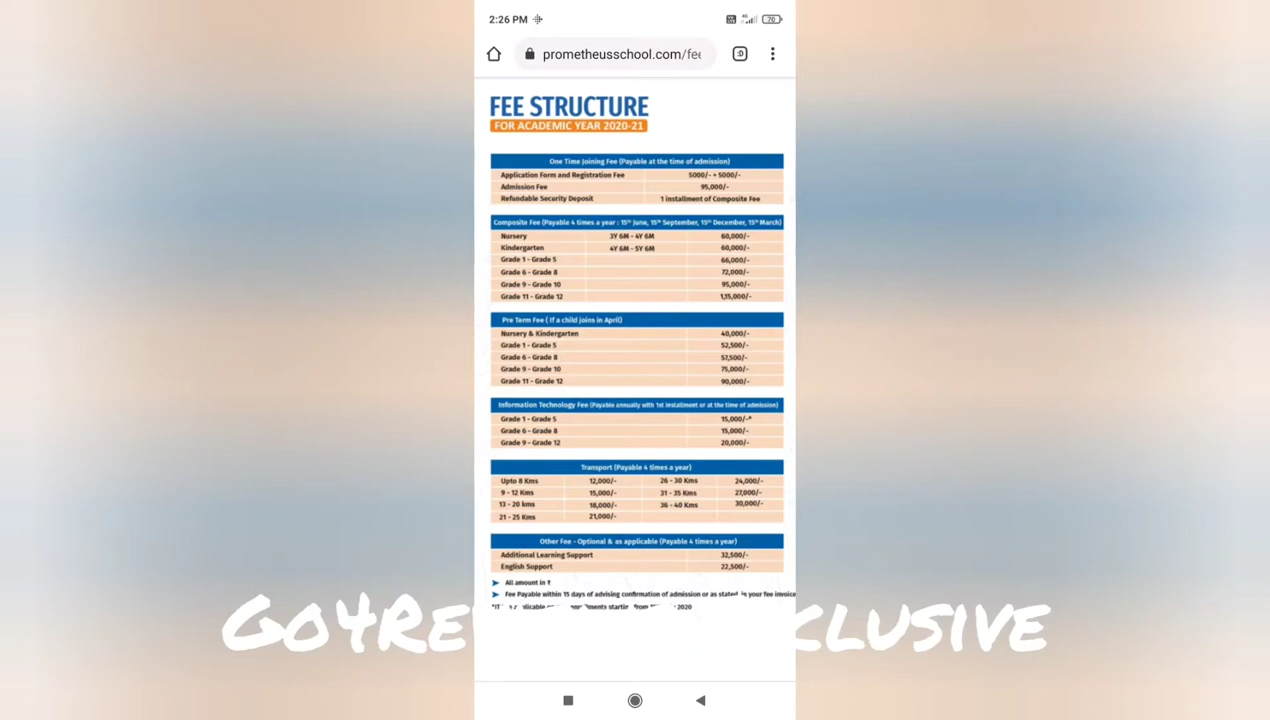 2:26 PM
4G
70
prometheusschool.com/fee
:D
FEE STRUCTURE
FOR ACADEMIC YEAR 2020-21
One Time Joining Fee (Payable at the time of admission)
Application Form and Registration Fee 5000/- + 5000/-
Admission Fee 95,000/-
Refundable Security Deposit 1 installment of Composite Fee
Composite Fee (Payable 4 times a year : 15th June, 15th September, 15th December, 15th March)
Nursery 3Y 6M - 4Y 6M 60,000/-
Kindergarten 4Y 6M - 5Y 6M 60,000/-
Grade 1 - Grade 5 66,000/-
Grade 6 - Grade 8 72,000/-
Grade 9 - Grade 10 95,000/-
Grade 11 - Grade 12 1,15,000/-
Pre Term Fee ( If a child joins in April)
Nursery & Kindergarten 40,000/-
Grade 1 - Grade 5 52,500/-
Grade 6 - Grade 8 57,500/-
Grade 9 - Grade 10 75,000/-
Grade 11 - Grade 12 90,000/-
Information Technology Fee (Payable annually with 1st Installment or at the time of admission)
Grade 1 - Grade 5 15,000/-*
Grade 6 - Grade 8 15,000/-
Grade 9 - Grade 12 20,000/-
Transport (Payable 4 times a year)
Upto 8 Kms 12,000/- 26 - 30 Kms 24,000/-
9 - 12 Kms 15,000/- 31 - 35 Kms 27,000/-
13 - 20 kms 18,000/- 36 - 40 Kms 30,000/-
21 - 25 Kms 21,000/-
Other Fee - Optional & as applicable (Payable 4 times a year)
Additional Learning Support 32,500/-
English Support 22,500/-
All amount in ₹
Fee Payable within 15 days of advising confirmation of admission or as stated in your fee invoice
2020